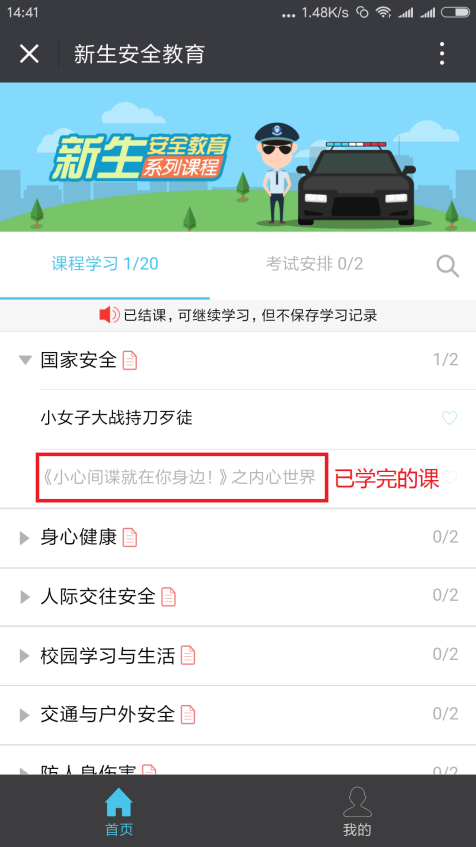 14:41
... 1.48K/s
新生安全教育
新生安全教育
系列课程
课程学习 1/20
考试安排 0/2
已结课，可继续学习，但不保存学习记录
国家安全
1/2
小女子大战持刀歹徒
《小心间谍就在你身边！》之内心世界
已学完的课
身心健康
0/2
人际交往安全
0/2
校园学习与生活
0/2
交通与户外安全
0/2
防人身伤害
0/2
首页
我的